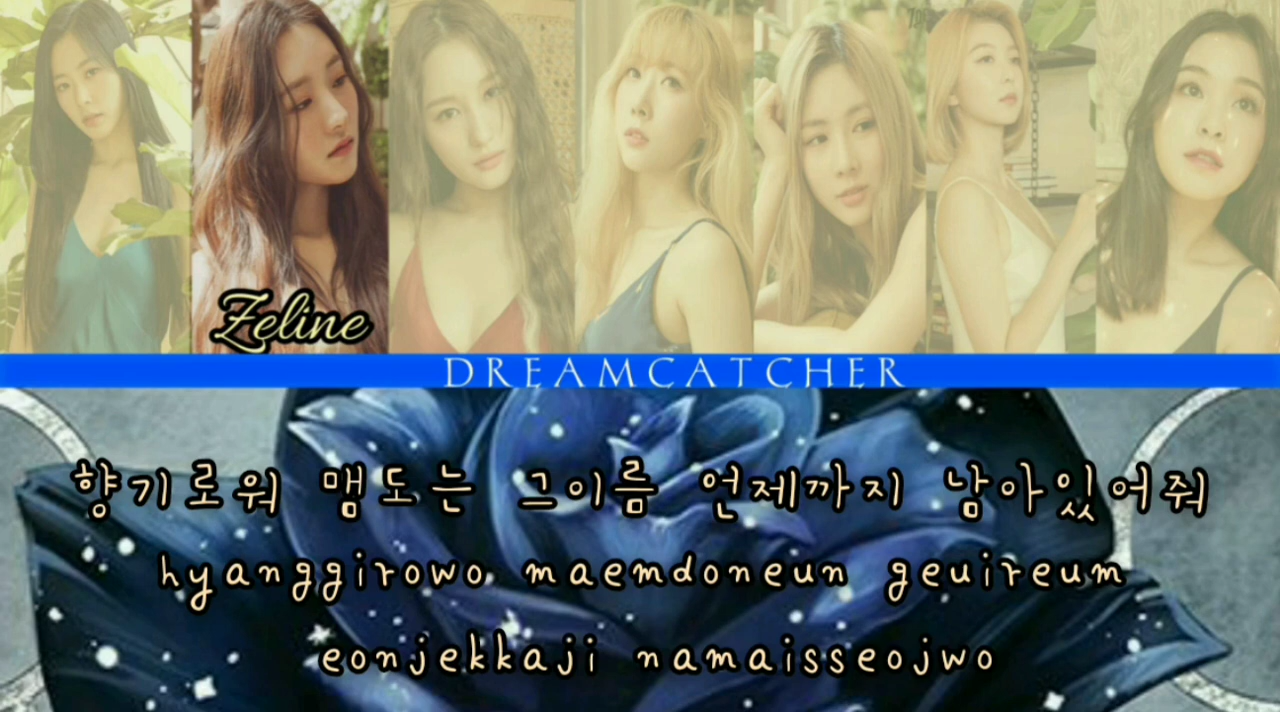 Zeline
DREAMCATCHER
향기로워 맴도는 그이름 언제까지 남아있어줘
hyanggirowo maemdoneun geuireum
eonjekkaji namaisseojwo